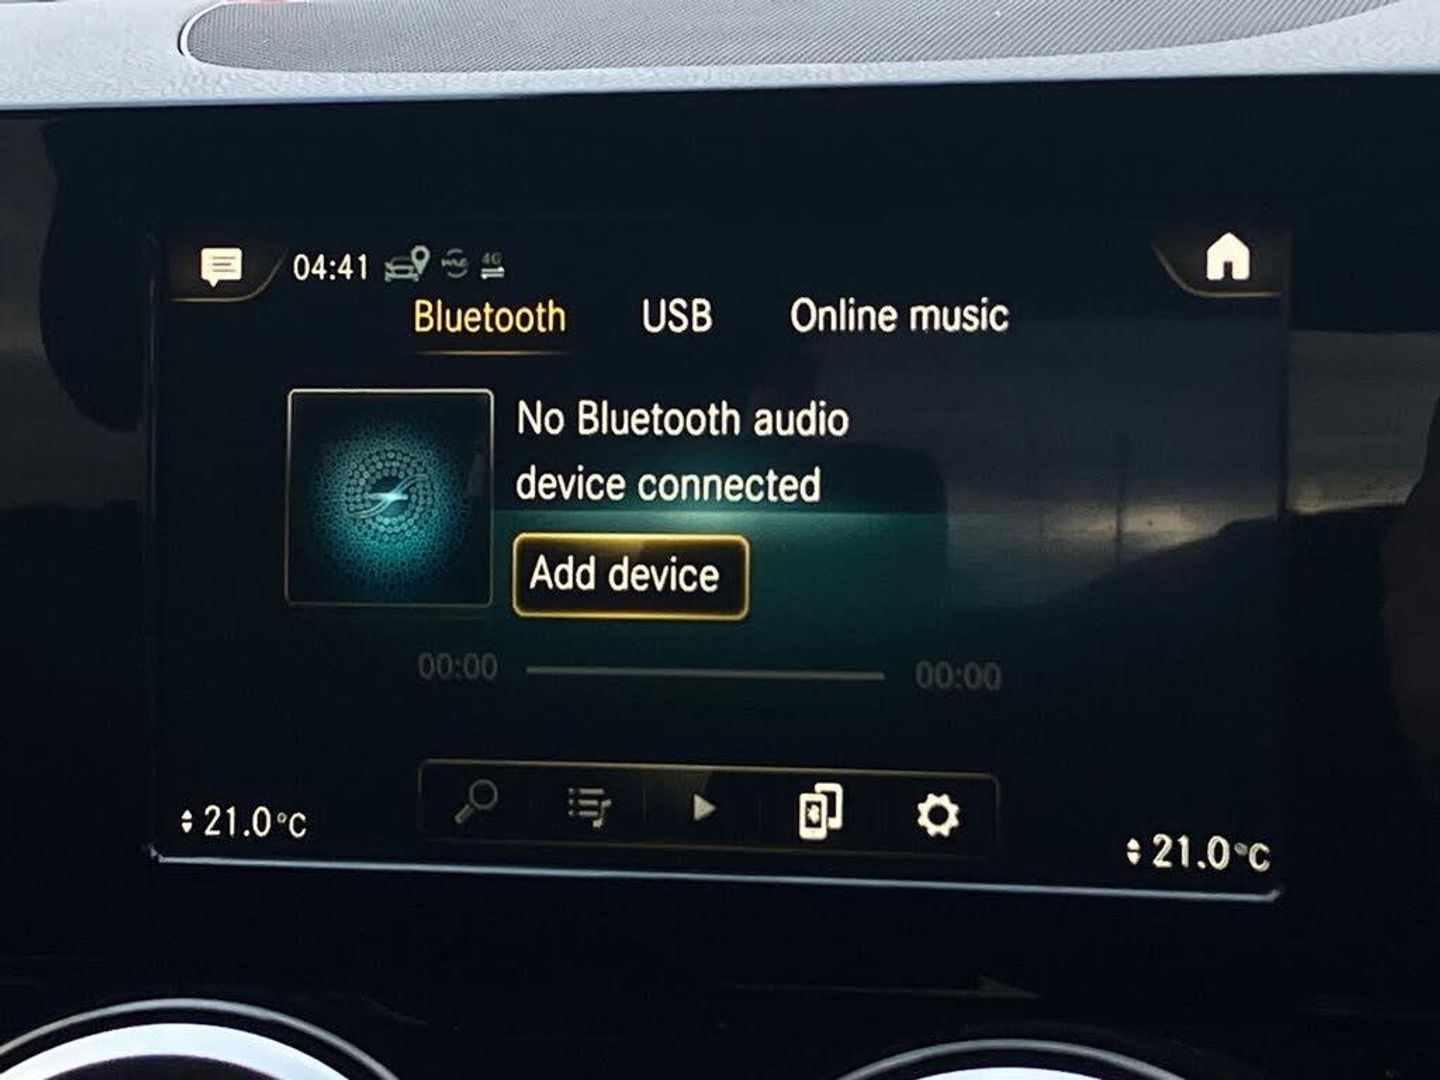 04:41
4G
Bluetooth USB Online music
No Bluetooth audio
device connected
Add device
00:00 00:00
21.0°C
21.0°C